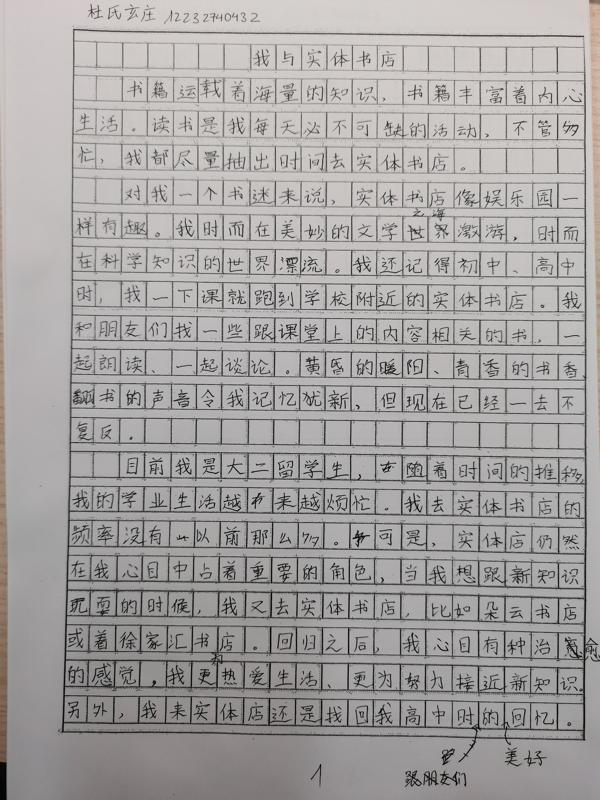 杜氏玄庄 12232740432
我与实体书店
书籍运载着海量的知识，书籍丰富着内心
生活。读书是我每天必不可缺的活动，不管多
忙，我都尽量抽出时间去实体书店。
对我一个书迷来说，实体书店像娱乐园一
样有趣。我时而在美妙的文学之海遨游，时而
在科学知识的世界漂流。我还记得初中、高中
时，我一下课就跑到学校附近的实体书店。我
和朋友们找一些跟课堂上的内容相关的书，一
起朗读、一起谈论。黄昏的暖阳、青香的书香、
翻书的声音令我记忆犹新，但现在已经一去不
复反。
目前我是大二留学生，随着时间的推移，
我的学业生活越来越烦忙。我去实体书店的
频率没有以前那么多。可是，实体店仍然
在我心目中占着重要的角色，当我想跟新知识
玩耍的时候，我又去实体书店，比如朵云书店
或着徐家汇书店。回归之后，我心目有种治愈
的感觉，我更为热爱生活、更为努力接近新知识。
另外，我来实体店还是找回我高中时的回忆。
跟朋友们 美好
1